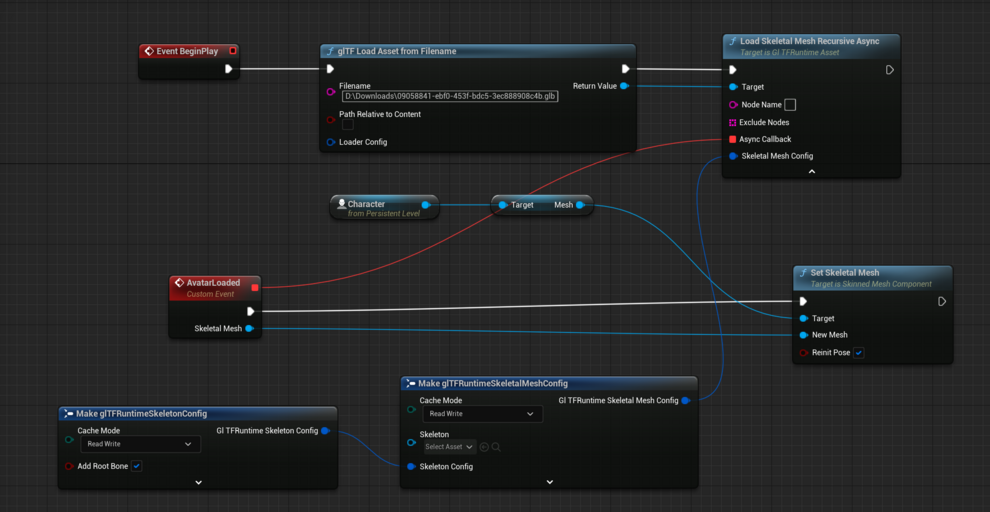 Event BeginPlay
glTF Load Asset from Filename
Filename
D:\Downloads\09058841-ebf0-453f-bdc5-3ec888908c4b.glb
Return Value
Path Relative to Content
Loader Config
Load Skeletal Mesh Recursive Async
Target is Gl TFRuntime Asset
Target
Node Name
Exclude Nodes
Async Callback
Skeletal Mesh Config
Character
from Persistent Level
Target Mesh
AvatarLoaded
Custom Event
Skeletal Mesh
Set Skeletal Mesh
Target is Skinned Mesh Component
Target
New Mesh
Reinit Pose
Make glTFRuntimeSkeletonConfig
Cache Mode
Read Write
Gl TFRuntime Skeleton Config
Add Root Bone
Make glTFRuntimeSkeletalMeshConfig
Cache Mode
Read Write
Gl TFRuntime Skeletal Mesh Config
Skeleton
Select Asset
Skeleton Config